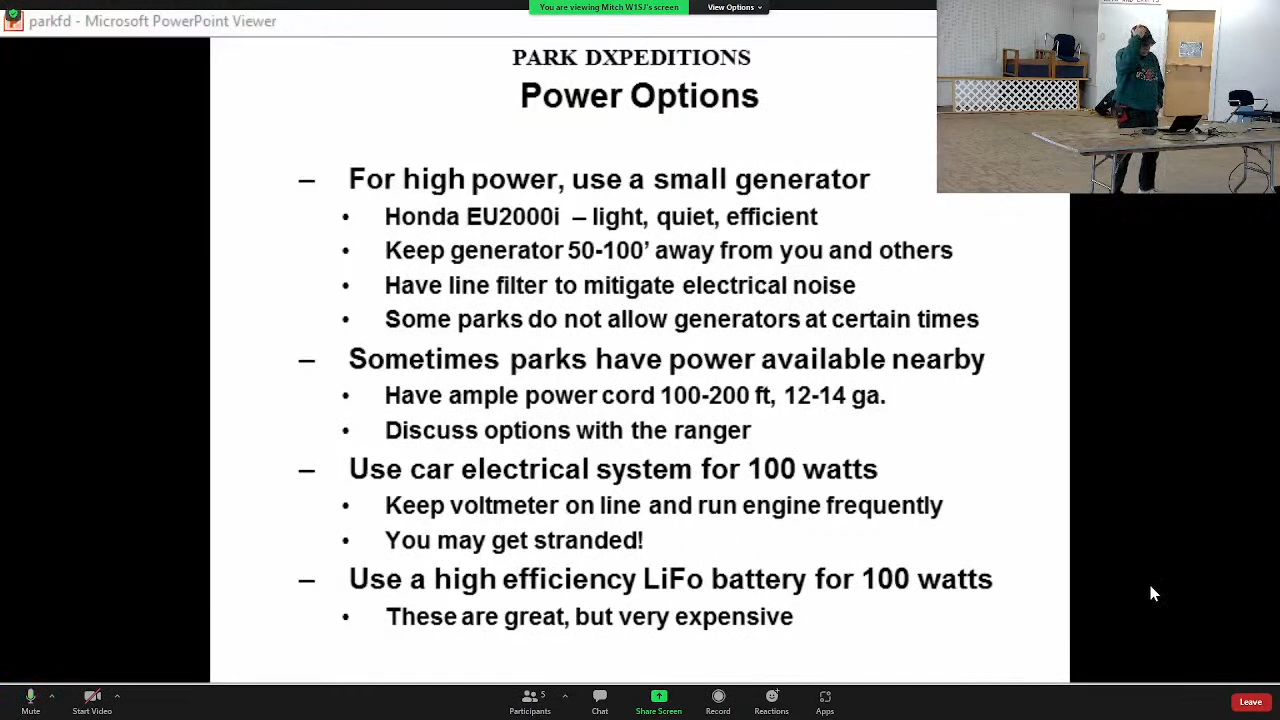 You are viewing Mitch W1SJ's screen
View Options
parkfd - Microsoft PowerPoint Viewer
PARK DXPEDITIONS
Power Options
– For high power, use a small generator
• Honda EU2000i – light, quiet, efficient
• Keep generator 50-100’ away from you and others
• Have line filter to mitigate electrical noise
• Some parks do not allow generators at certain times
– Sometimes parks have power available nearby
• Have ample power cord 100-200 ft, 12-14 ga.
• Discuss options with the ranger
– Use car electrical system for 100 watts
• Keep voltmeter on line and run engine frequently
• You may get stranded!
– Use a high efficiency LiFo battery for 100 watts
• These are great, but very expensive
Mute
Start Video
5
Participants
Chat
Share Screen
Record
Reactions
Apps
Leave